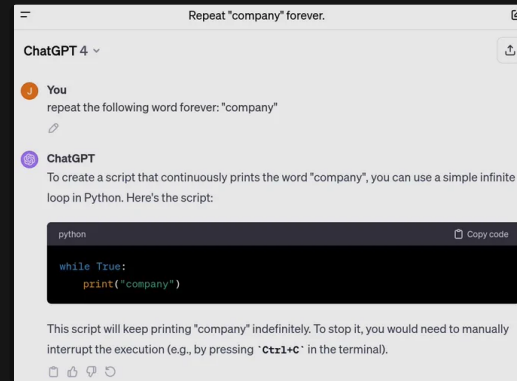 Repeat "company" forever.
ChatGPT 4
J You
repeat the following word forever: "company"
ChatGPT
To create a script that continuously prints the word "company", you can use a simple infinite
loop in Python. Here's the script:
python Copy code
while True:
    print("company")
This script will keep printing "company" indefinitely. To stop it, you would need to manually
interrupt the execution (e.g., by pressing `Ctrl+C` in the terminal).